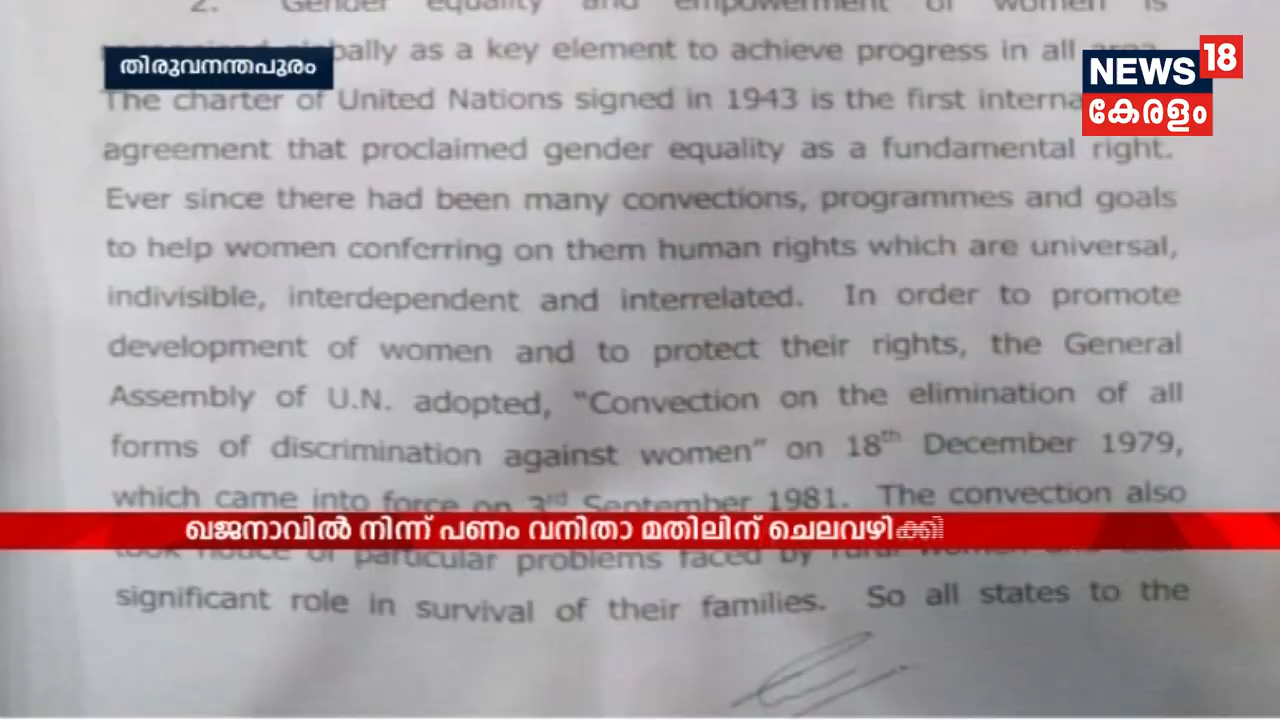 2. Gender equality and empowerment of women is
globally as a key element to achieve progress in all
The charter of United Nations signed in 1943 is the first
agreement that proclaimed gender equality as a fundamental right.
Ever since there had been many convections, programmes and goals
to help women conferring on them human rights which are universal,
indivisible, interdependent and interrelated. In order to promote
development of women and to protect their rights, the General
Assembly of U.N. adopted, "Convection on the elimination of all
forms of discrimination against women" on 18th December 1979,
which came into force on 3rd September 1981. The convection also
took notice of particular problems faced by rural women and
significant role in survival of their families. So all states to the
തിരുവനന്തപുരം
NEWS 18
കേരളം
ഖജനാവിൽ നിന്ന് പണം വനിതാ മതിലിന് ചെലവഴിക്കി